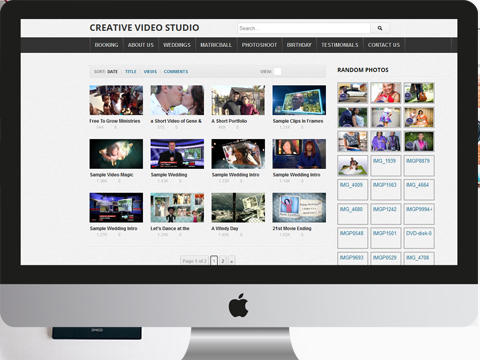 CREATIVE VIDEO STUDIO
Search...
BOOKING ABOUT US WEDDINGS MATRICBALL PHOTOSHOOT BIRTHDAY TESTIMONIALS CONTACT US
SORT: DATE TITLE VIEWS COMMENTS
VIEW:
RANDOM PHOTOS
Free To Grow Ministries
a Short Video of Gene &
A Short Portfolio
Sample Clips in Frames
Sample Video Magic
Sample Wedding
Sample Wedding Intro
Sample Wedding Intro
Sample Wedding Intro
Let's Dance at the
A Windy Day
21st Movie Ending
Page 1 of 2 1 2 »
IMG_1939 IMGP8879
IMG_4009 IMGP1563 IMG_4664
IMG_4680 IMGP1242 IMGP9994-
IMGP0548 IMGP1501 DVD-disk-0
IMGP9693 IMGP0529 IMG_4708